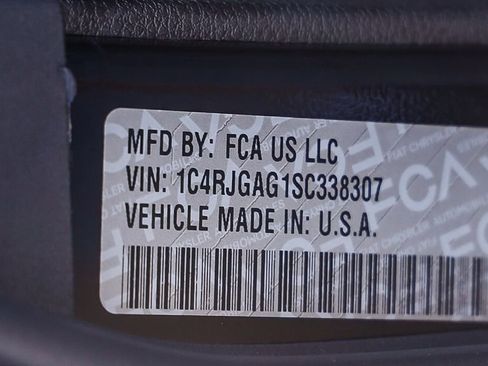 MFD BY: FCA US LLC
VIN: 1C4RJGAG1SC338307
VEHICLE MADE IN: U.S.A.